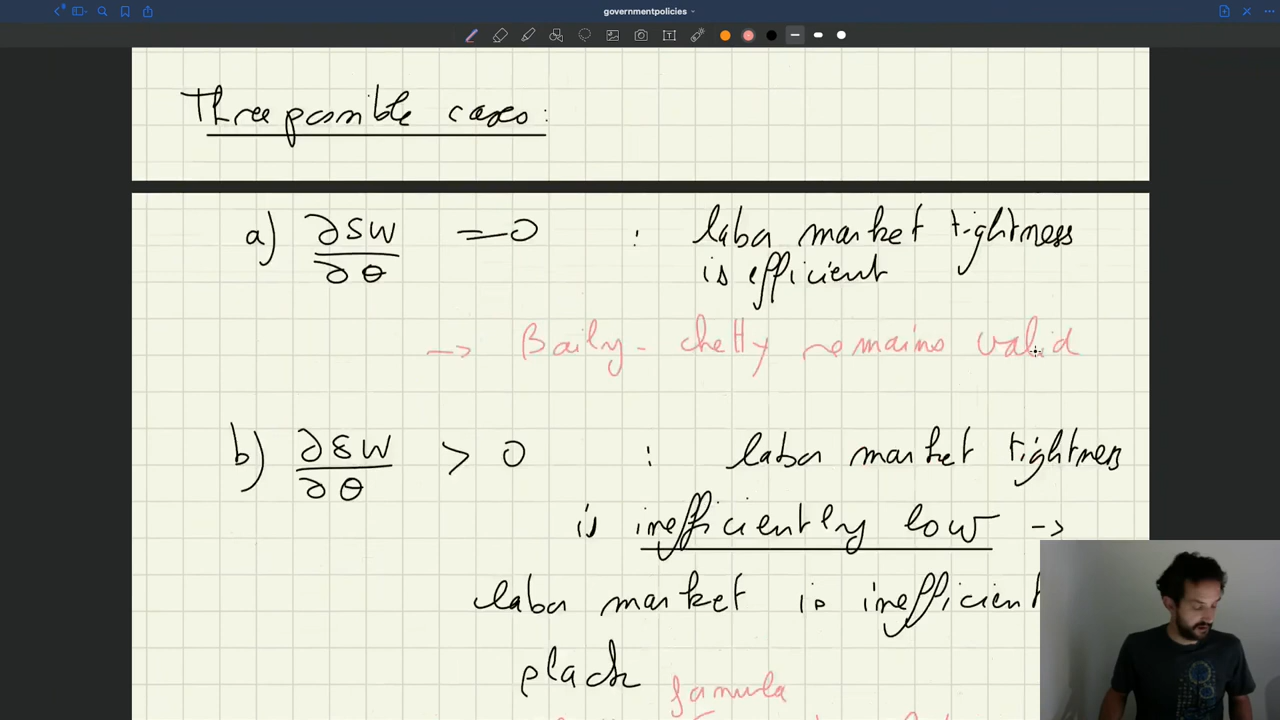 governmentpolicies
Three possible cases:
a) ∂SW/∂θ = 0 : labor market tightness
is efficient
→ Baily-Chetty remains valid
b) ∂SW/∂θ > 0 : labor market tightness
is inefficiently low →
labor market is inefficient
slack
formula